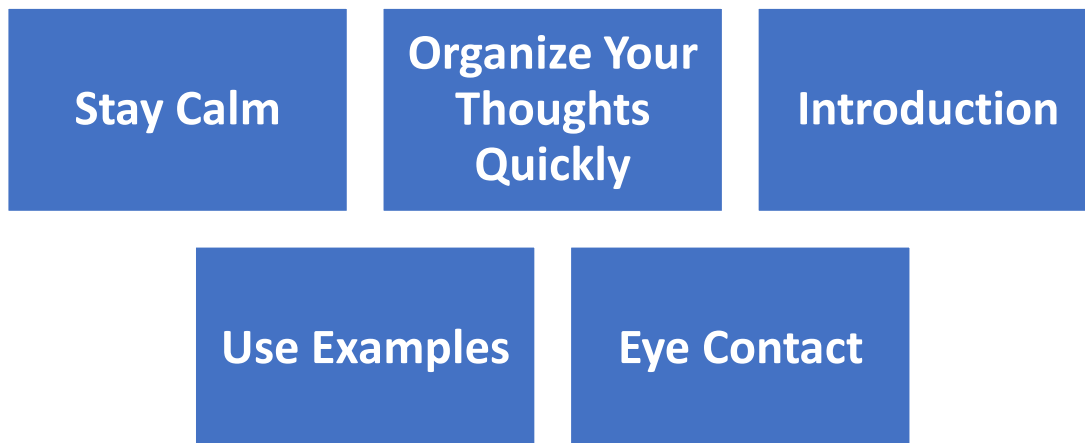 Stay Calm
Organize Your
Thoughts
Quickly
Introduction
Use Examples
Eye Contact